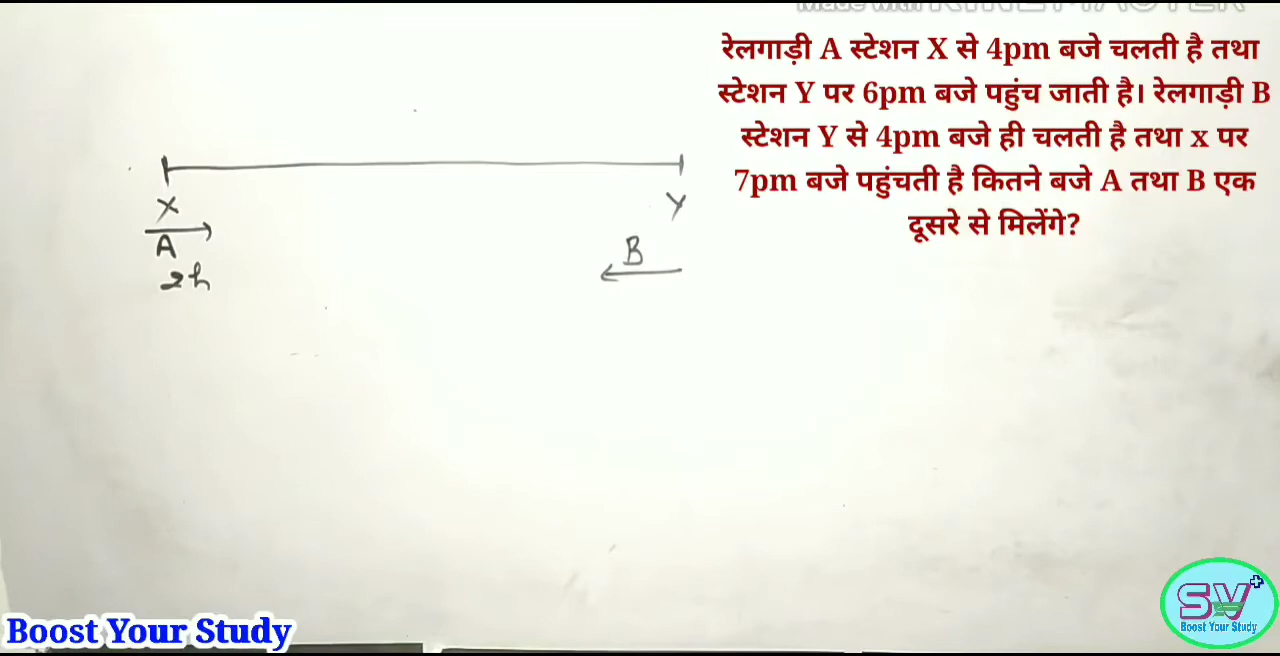 रेलगाड़ी A स्टेशन X से 4pm बजे चलती है तथा
स्टेशन Y पर 6pm बजे पहुंच जाती है। रेलगाड़ी B
स्टेशन Y से 4pm बजे ही चलती है तथा x पर
7pm बजे पहुंचती है कितने बजे A तथा B एक
दूसरे से मिलेंगे?
X
Y
A
B
2h
SV+
Boost Your Study
Boost Your Study